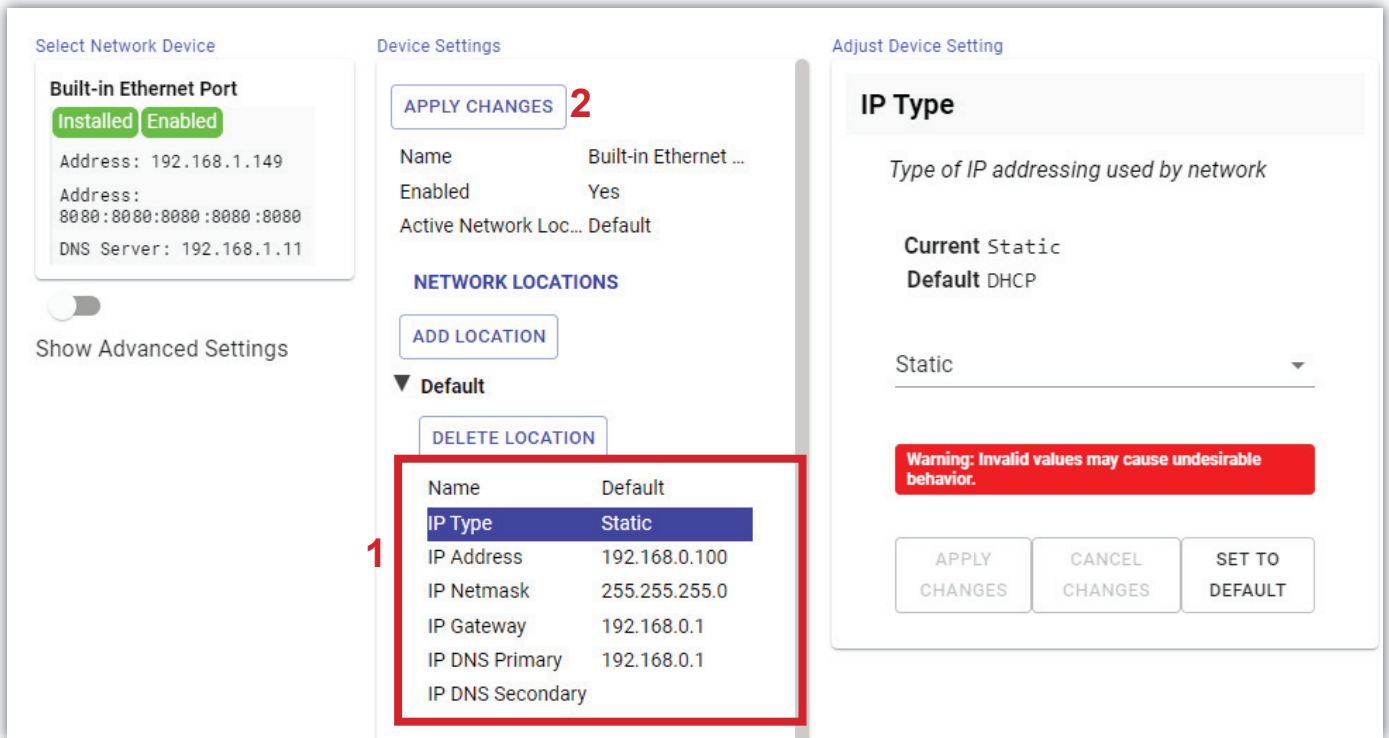 Select Network Device
Built-in Ethernet Port
Installed Enabled
Address: 192.168.1.149
Address:
8080:8080:8080:8080:8080
DNS Server: 192.168.1.11
Show Advanced Settings
Device Settings
APPLY CHANGES 2
Name Built-in Ethernet ...
Enabled Yes
Active Network Loc... Default
NETWORK LOCATIONS
ADD LOCATION
▼ Default
DELETE LOCATION
1
Name Default
IP Type Static
IP Address 192.168.0.100
IP Netmask 255.255.255.0
IP Gateway 192.168.0.1
IP DNS Primary 192.168.0.1
IP DNS Secondary
Adjust Device Setting
IP Type
Type of IP addressing used by network
Current Static
Default DHCP
Static
Warning: Invalid values may cause undesirable
behavior.
APPLY CHANGES
CANCEL CHANGES
SET TO DEFAULT